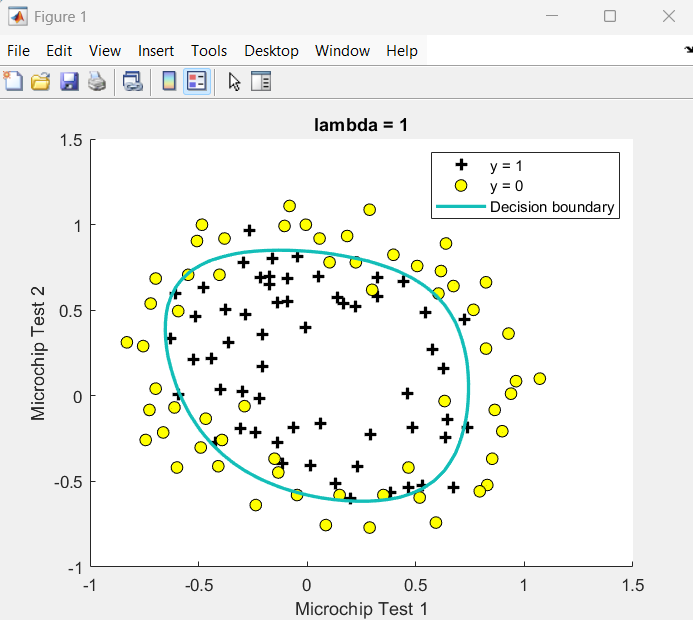 Figure 1
File Edit View Insert Tools Desktop Window Help
lambda = 1
1.5
1
0.5
0
-0.5
-1
-1 -0.5 0 0.5 1 1.5
Microchip Test 1
Microchip Test 2
y = 1
y = 0
Decision boundary